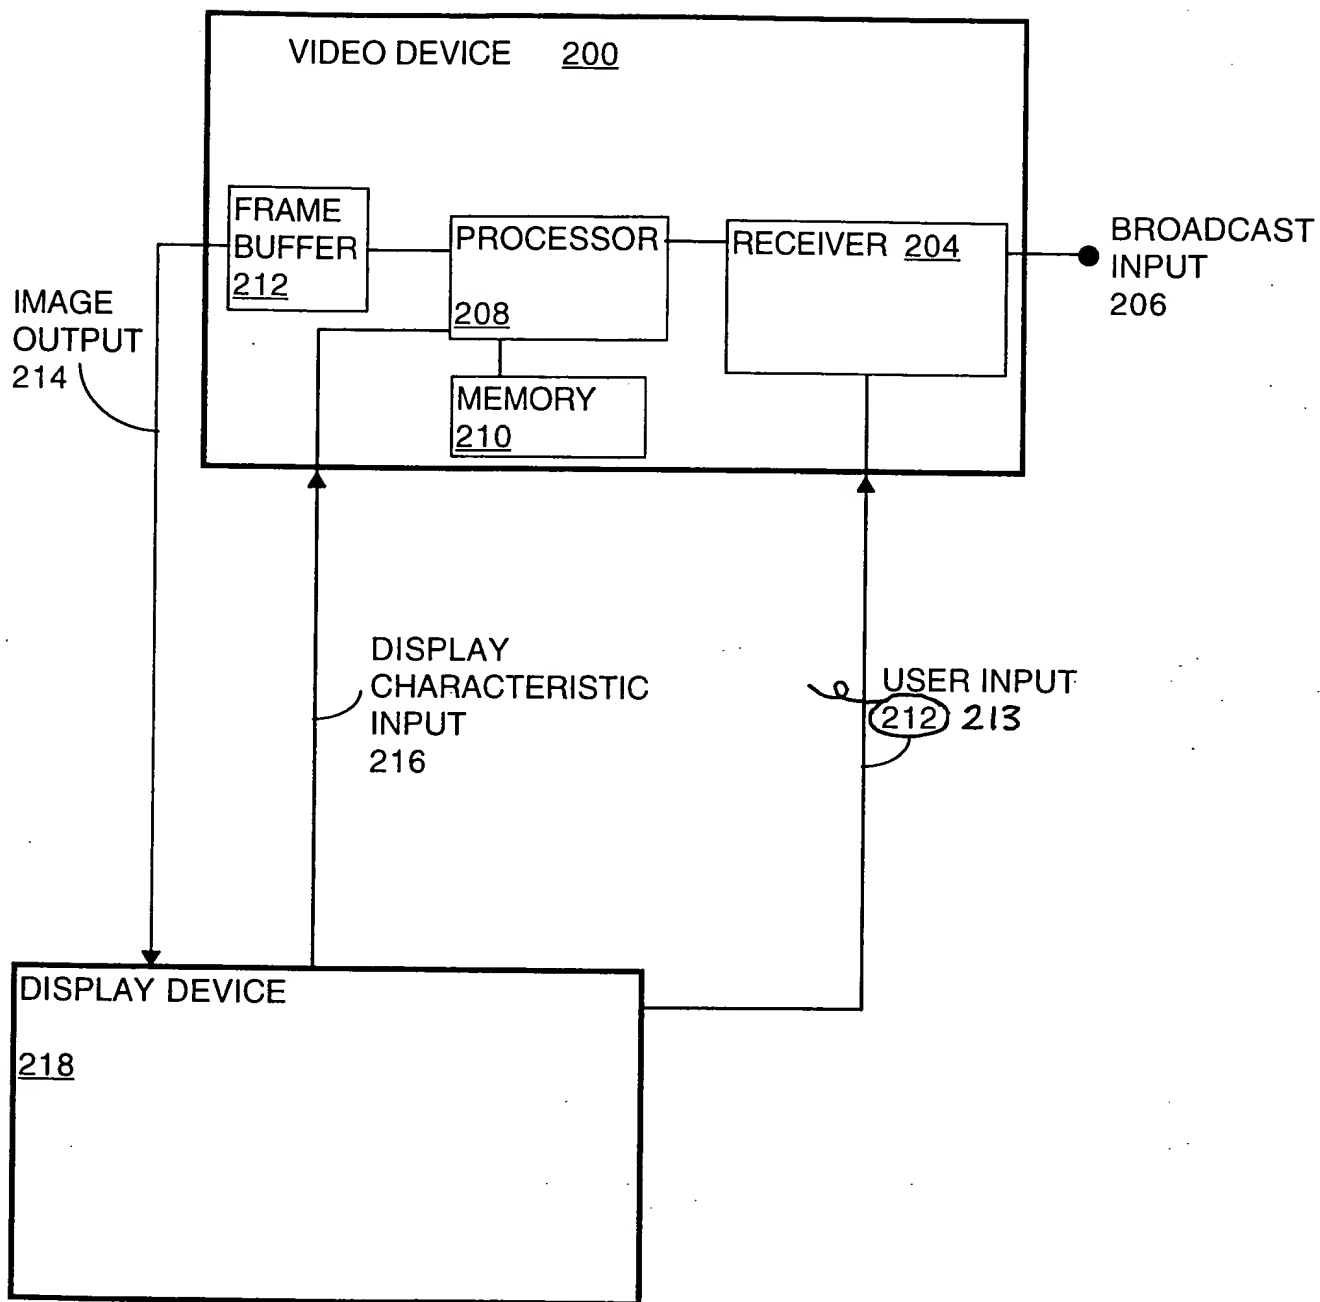 VIDEO DEVICE 200
FRAME
BUFFER
212
PROCESSOR
208
RECEIVER 204
BROADCAST
INPUT
206
IMAGE
OUTPUT
214
MEMORY
210
DISPLAY
CHARACTERISTIC
INPUT
216
USER INPUT
212 213
DISPLAY DEVICE
218